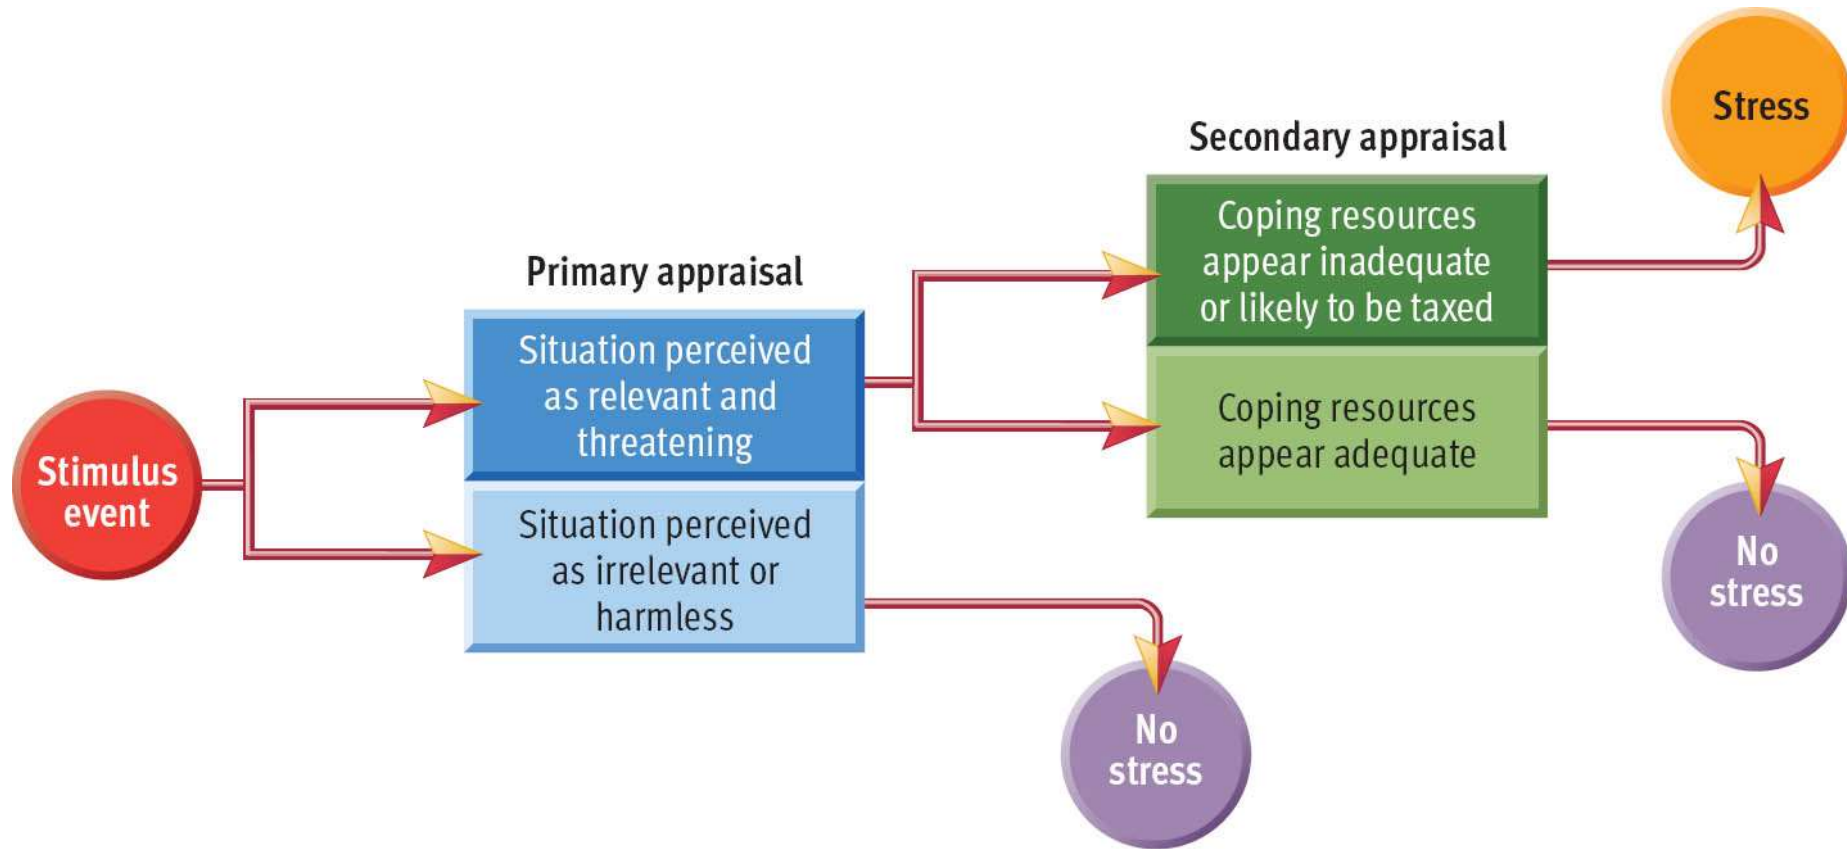 Stimulus
event
Primary appraisal
Situation perceived
as relevant and
threatening
Situation perceived
as irrelevant or
harmless
No
stress
Secondary appraisal
Coping resources
appear inadequate
or likely to be taxed
Coping resources
appear adequate
Stress
No
stress